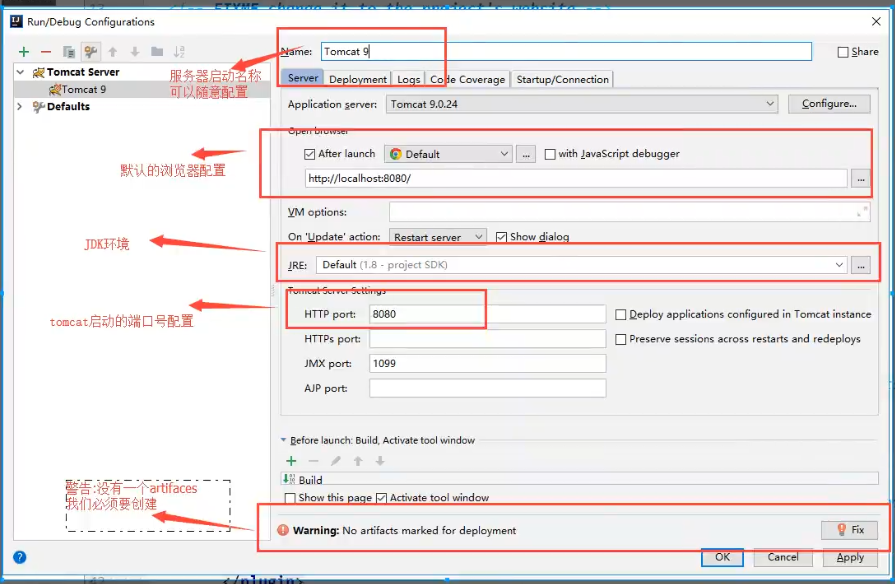 <!-- FIXME change it to the project's website -->
Run/Debug Configurations
Name: Tomcat 9
Share
Tomcat Server
Tomcat 9
Defaults
服务器启动名称
可以随意配置
Server
Deployment
Logs
Code Coverage
Startup/Connection
Application server:
Tomcat 9.0.24
Configure...
Open browser
默认的浏览器配置
After launch
Default
...
with JavaScript debugger
http://localhost:8080/
...
VM options:
On 'Update' action:
Restart server
Show dialog
JDK环境
JRE:
Default (1.8 - project SDK)
...
Tomcat Server Settings
tomcat启动的端口号配置
HTTP port:
8080
Deploy applications configured in Tomcat instance
HTTPs port:
Preserve sessions across restarts and redeploys
JMX port:
1099
AJP port:
Before launch: Build, Activate tool window
Build
Show this page
Activate tool window
警告:没有一个artifaces
我们必须要创建
Warning: No artifacts marked for deployment
Fix
?
OK
Cancel
Apply
</plugin>